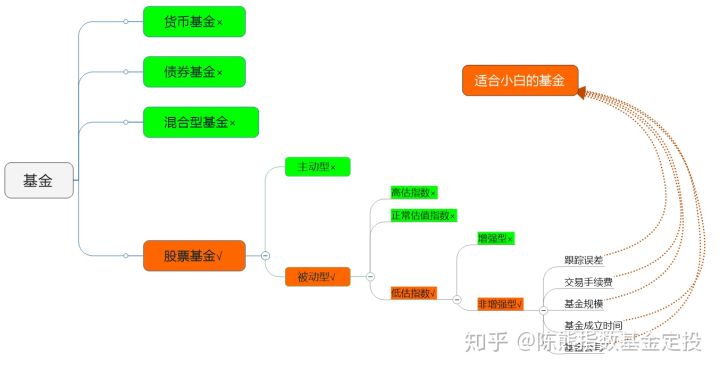 货币基金×
债券基金×
适合小白的基金
混合型基金×
基金
主动型×
高估指数×
正常估值指数×
增强型×
股票基金√
跟踪误差
被动型√
交易手续费
低估指数√
非增强型√
基金规模
基金成立时间
知乎 @陈熊指数基金定投
基金公司